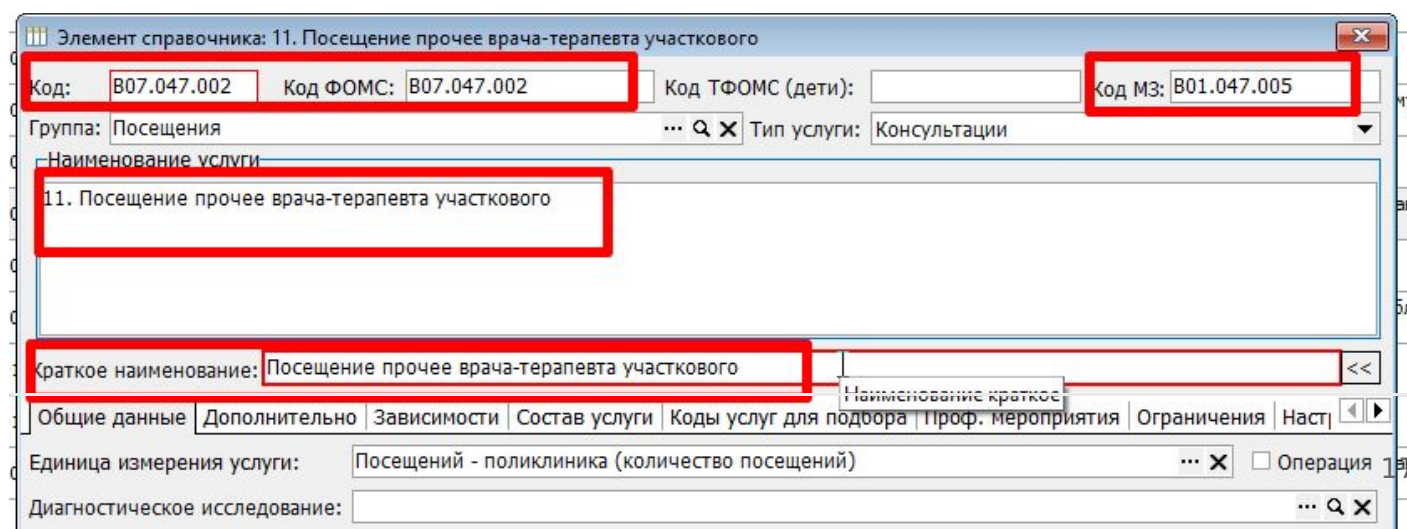 Элемент справочника: 11. Посещение прочее врача-терапевта участкового
Код: B07.047.002 Код ФОМС: B07.047.002 Код ТФОМС (дети): Код МЗ: B01.047.005
Группа: Посещения Тип услуги: Консультации
Наименование услуги
11. Посещение прочее врача-терапевта участкового
Краткое наименование: Посещение прочее врача-терапевта участкового <<
Наименование краткое
Общие данные Дополнительно Зависимости Состав услуги Коды услуг для подбора Проф. мероприятия Ограничения Наст
Единица измерения услуги: Посещений - поликлиника (количество посещений) Операция 17
Диагностическое исследование: